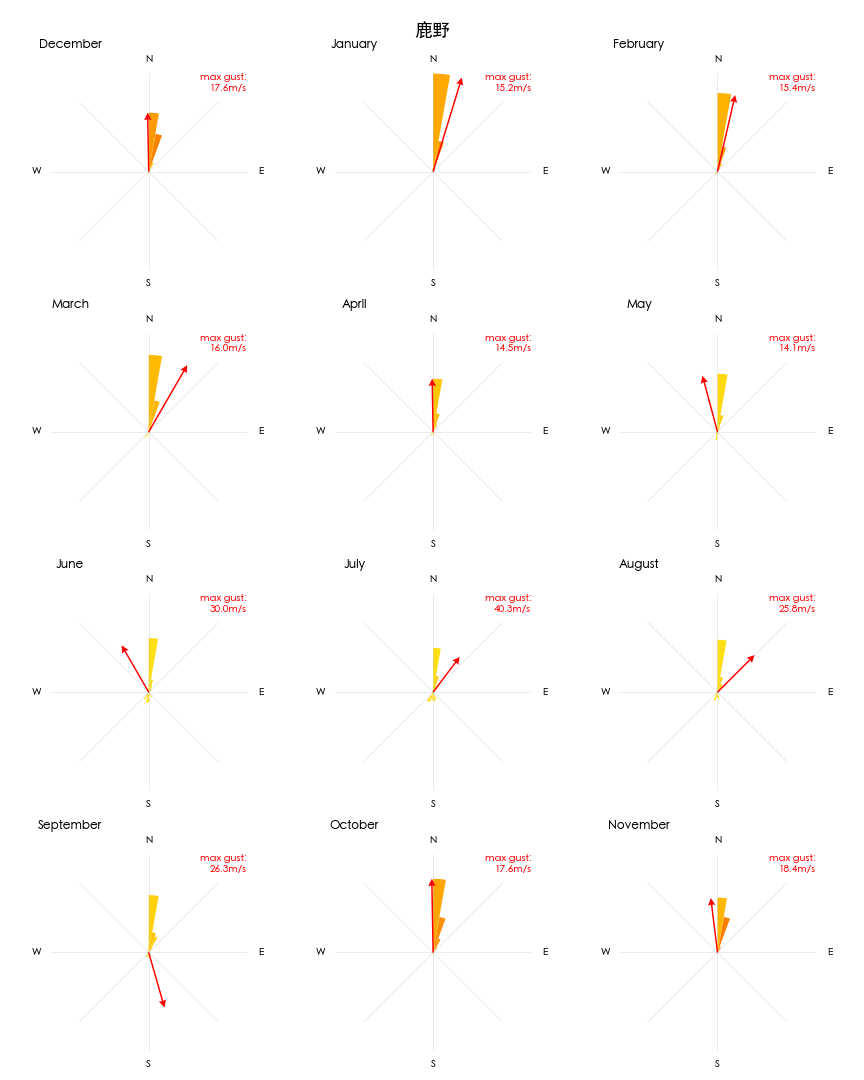 鹿野
December
N
max gust:
17.6m/s
W
E
S
January
N
max gust:
15.2m/s
W
E
S
February
N
max gust:
15.4m/s
W
E
S
March
N
max gust:
16.0m/s
W
E
S
April
N
max gust:
14.5m/s
W
E
S
May
N
max gust:
14.1m/s
W
E
S
June
N
max gust:
30.0m/s
W
E
S
July
N
max gust:
40.3m/s
W
E
S
August
N
max gust:
25.8m/s
W
E
S
September
N
max gust:
26.3m/s
W
E
S
October
N
max gust:
17.6m/s
W
E
S
November
N
max gust:
18.4m/s
W
E
S